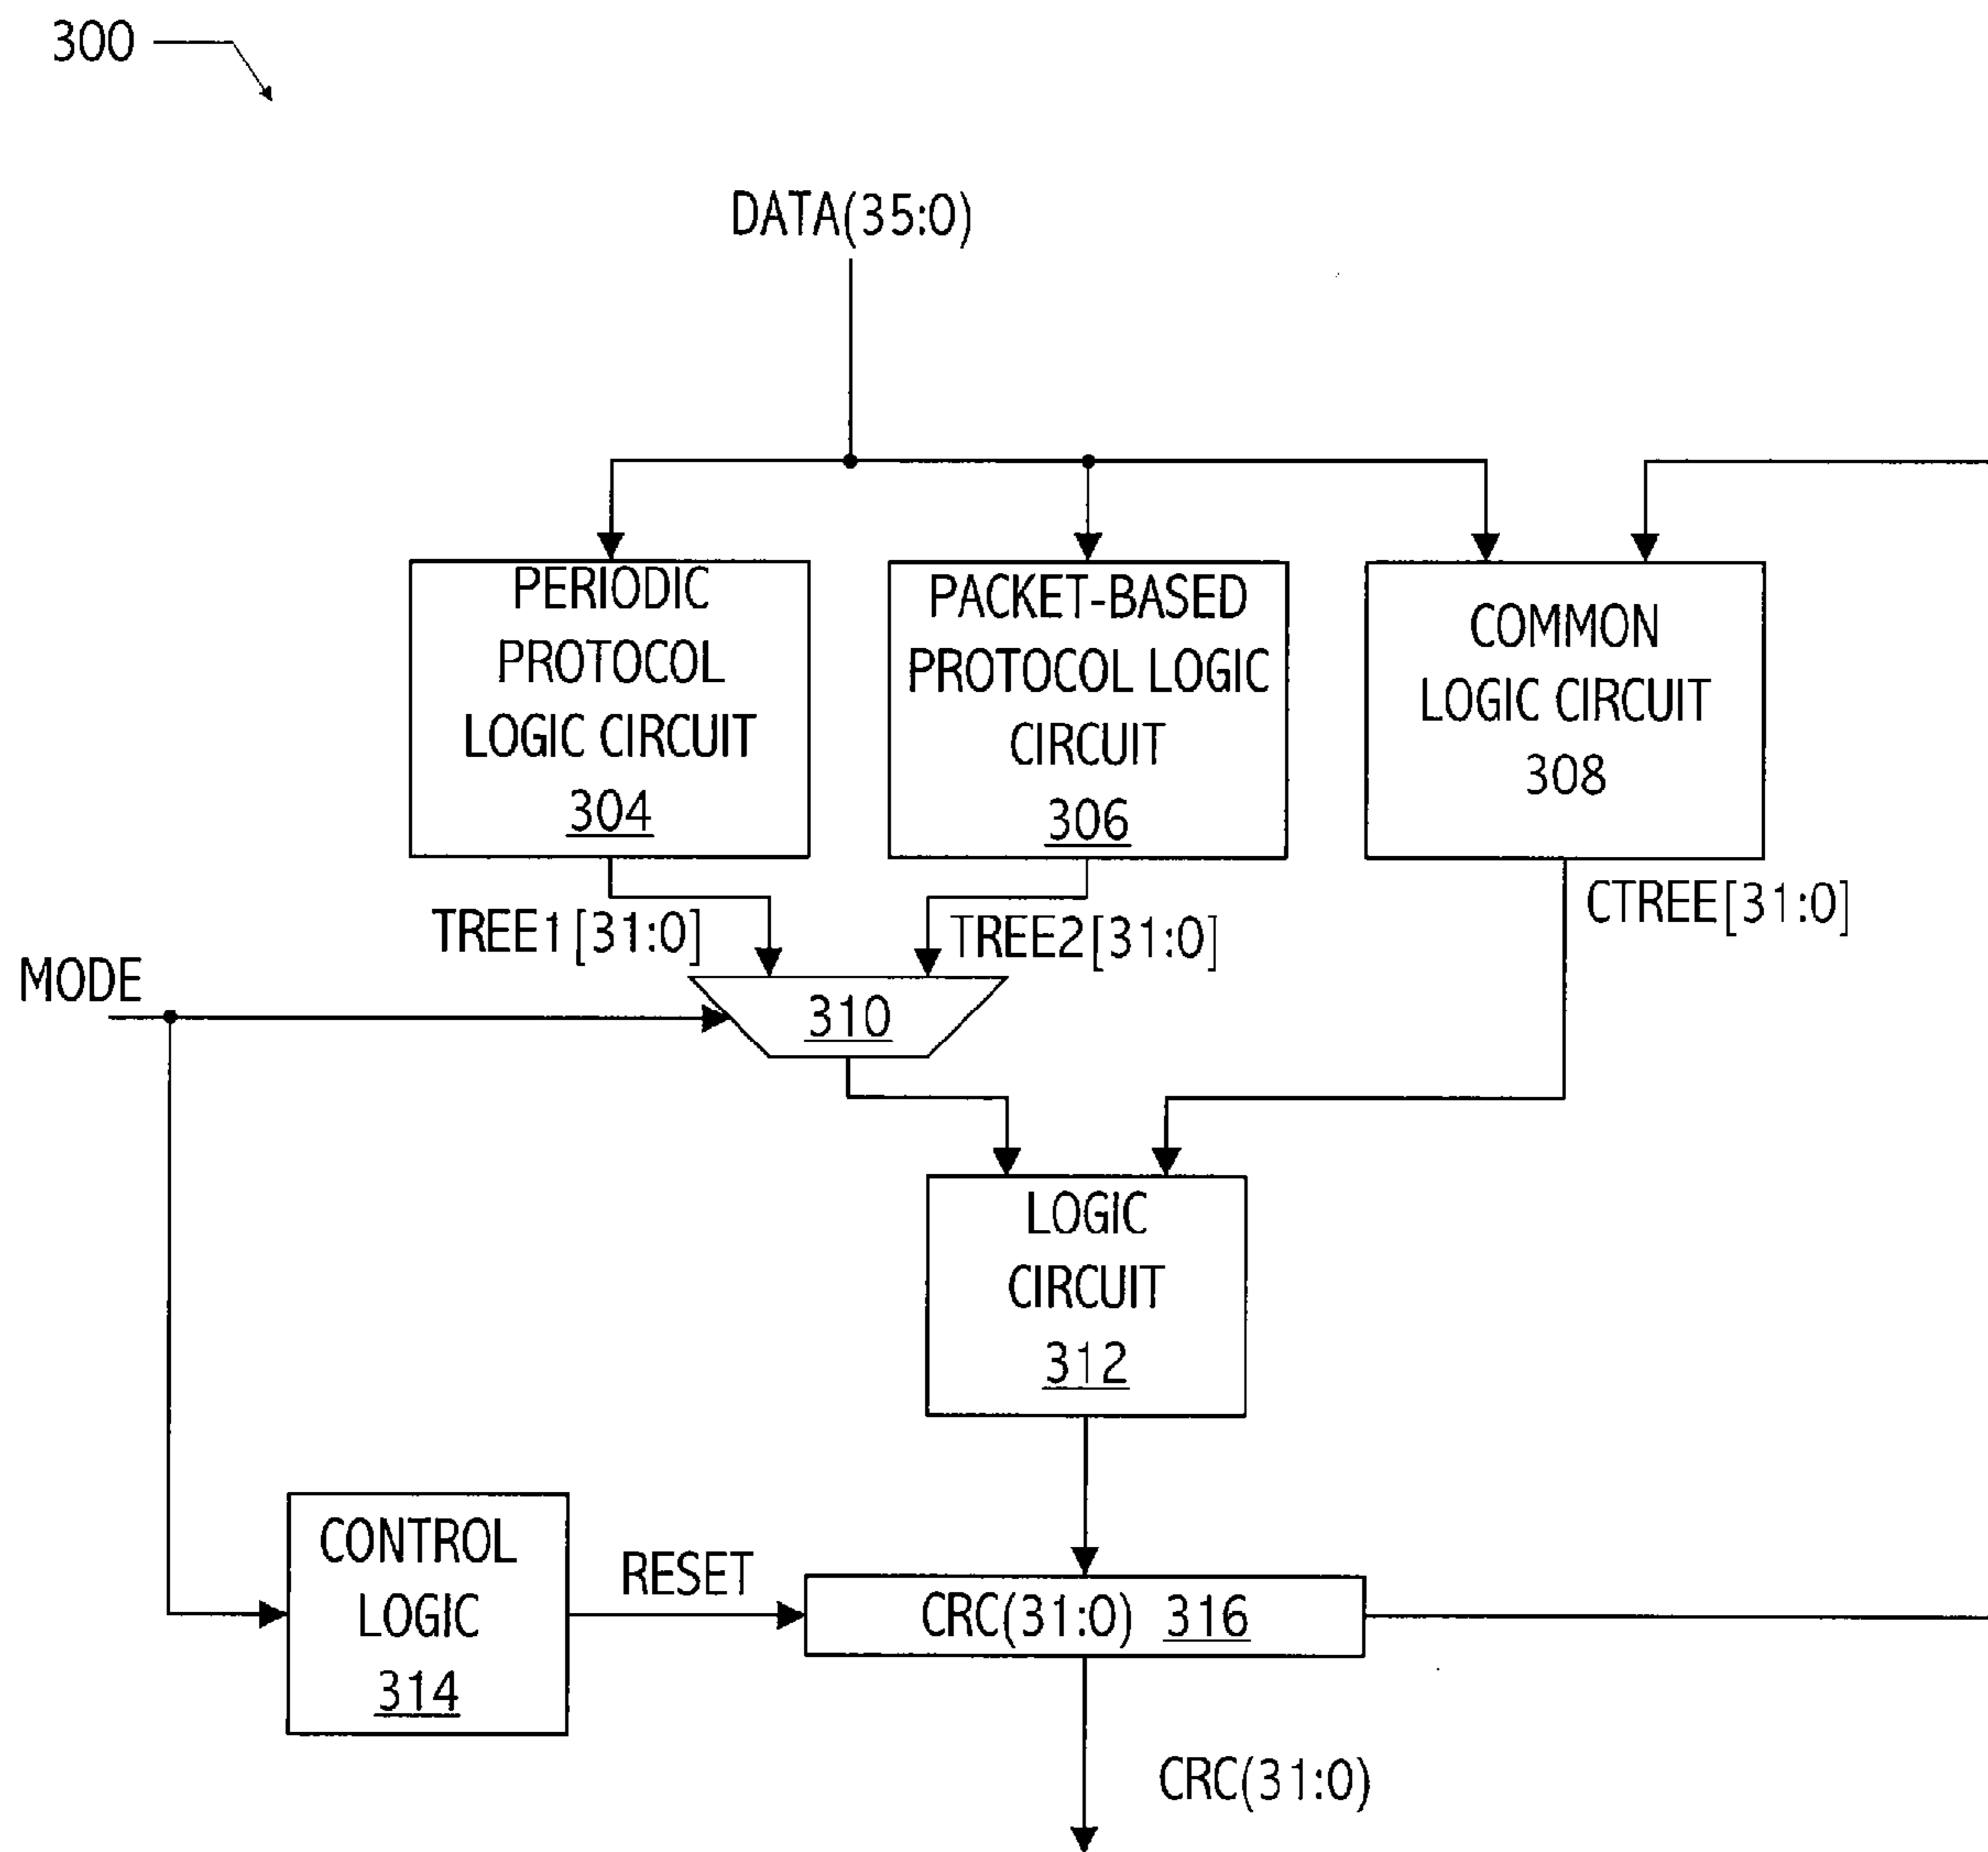 300
DATA(35:0)
PERIODIC
PROTOCOL
LOGIC CIRCUIT
304
PACKET-BASED
PROTOCOL LOGIC
CIRCUIT
306
COMMON
LOGIC CIRCUIT
308
TREE1[31:0]
TREE2[31:0]
CTREE[31:0]
MODE
310
LOGIC
CIRCUIT
312
CONTROL
LOGIC
314
RESET
CRC(31:0) 316
CRC(31:0)